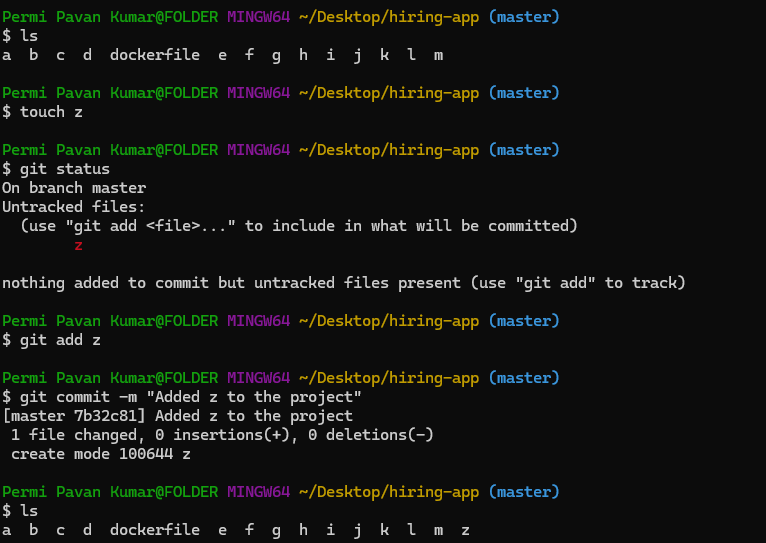 Permi Pavan Kumar@FOLDER MINGW64 ~/Desktop/hiring-app (master)
$ ls
a  b  c  d  dockerfile  e  f  g  h  i  j  k  l  m

Permi Pavan Kumar@FOLDER MINGW64 ~/Desktop/hiring-app (master)
$ touch z

Permi Pavan Kumar@FOLDER MINGW64 ~/Desktop/hiring-app (master)
$ git status
On branch master
Untracked files:
  (use "git add <file>..." to include in what will be committed)
        z

nothing added to commit but untracked files present (use "git add" to track)

Permi Pavan Kumar@FOLDER MINGW64 ~/Desktop/hiring-app (master)
$ git add z

Permi Pavan Kumar@FOLDER MINGW64 ~/Desktop/hiring-app (master)
$ git commit -m "Added z to the project"
[master 7b32c81] Added z to the project
 1 file changed, 0 insertions(+), 0 deletions(-)
 create mode 100644 z

Permi Pavan Kumar@FOLDER MINGW64 ~/Desktop/hiring-app (master)
$ ls
a  b  c  d  dockerfile  e  f  g  h  i  j  k  l  m  z